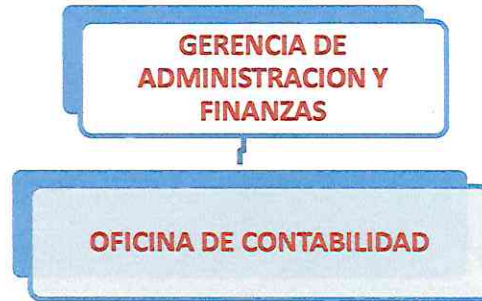 GERENCIA DE
ADMINISTRACION Y
FINANZAS
OFICINA DE CONTABILIDAD